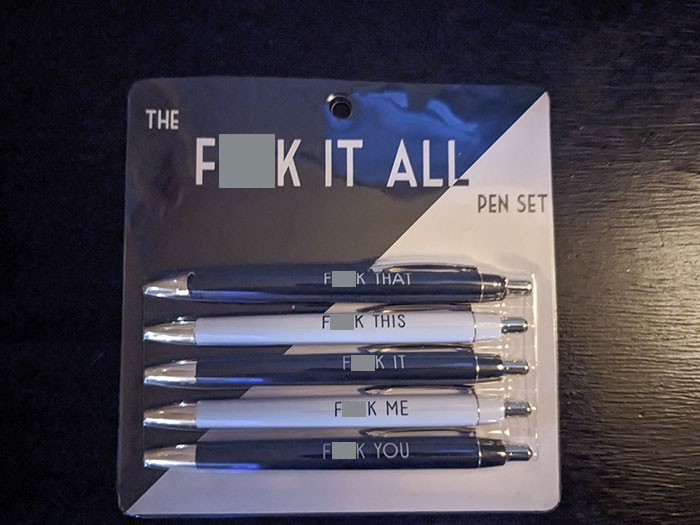 THE
F K IT ALL
PEN SET
F K THAT
F K THIS
F K IT
F K ME
F K YOU